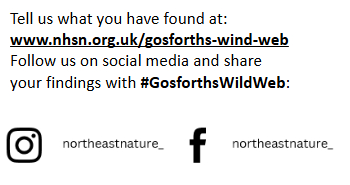 Tell us what you have found at:
www.nhsn.org.uk/gosforths-wind-web
Follow us on social media and share
your findings with #GosforthsWildWeb:
northeastnature_ northeastnature_